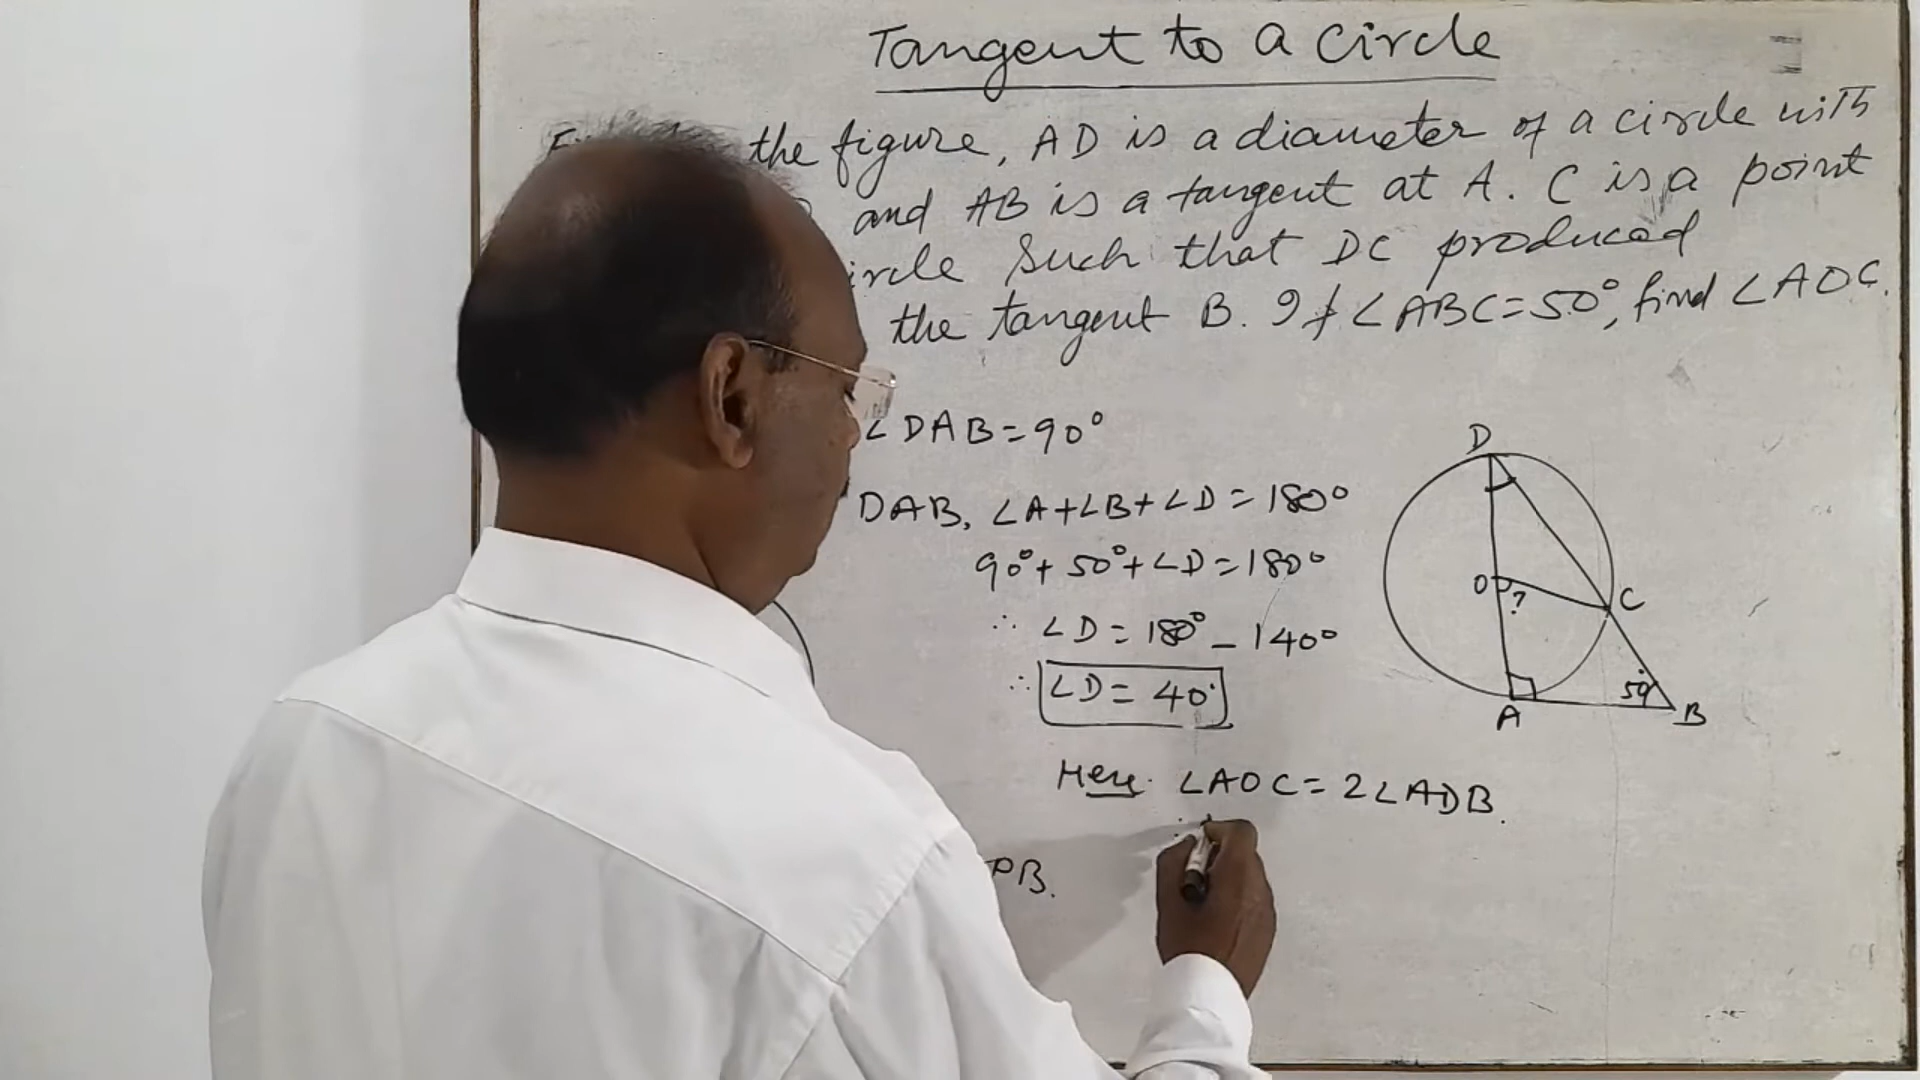 Tangent to a circle
the figure, AD is a diameter of a circle with
and AB is a tangent at A. C is a point
ircle Such that DC produced
the tangent B. If ∠ABC=50°, find ∠AOC.
∠DAB=90°
DAB, ∠A+∠B+∠D=180°
90°+50°+∠D=180°
∴ ∠D=180°-140°
∴ ∠D=40°
Here ∠AOC=2∠ADB.
PB.
D
O
?
C
50°
A
B